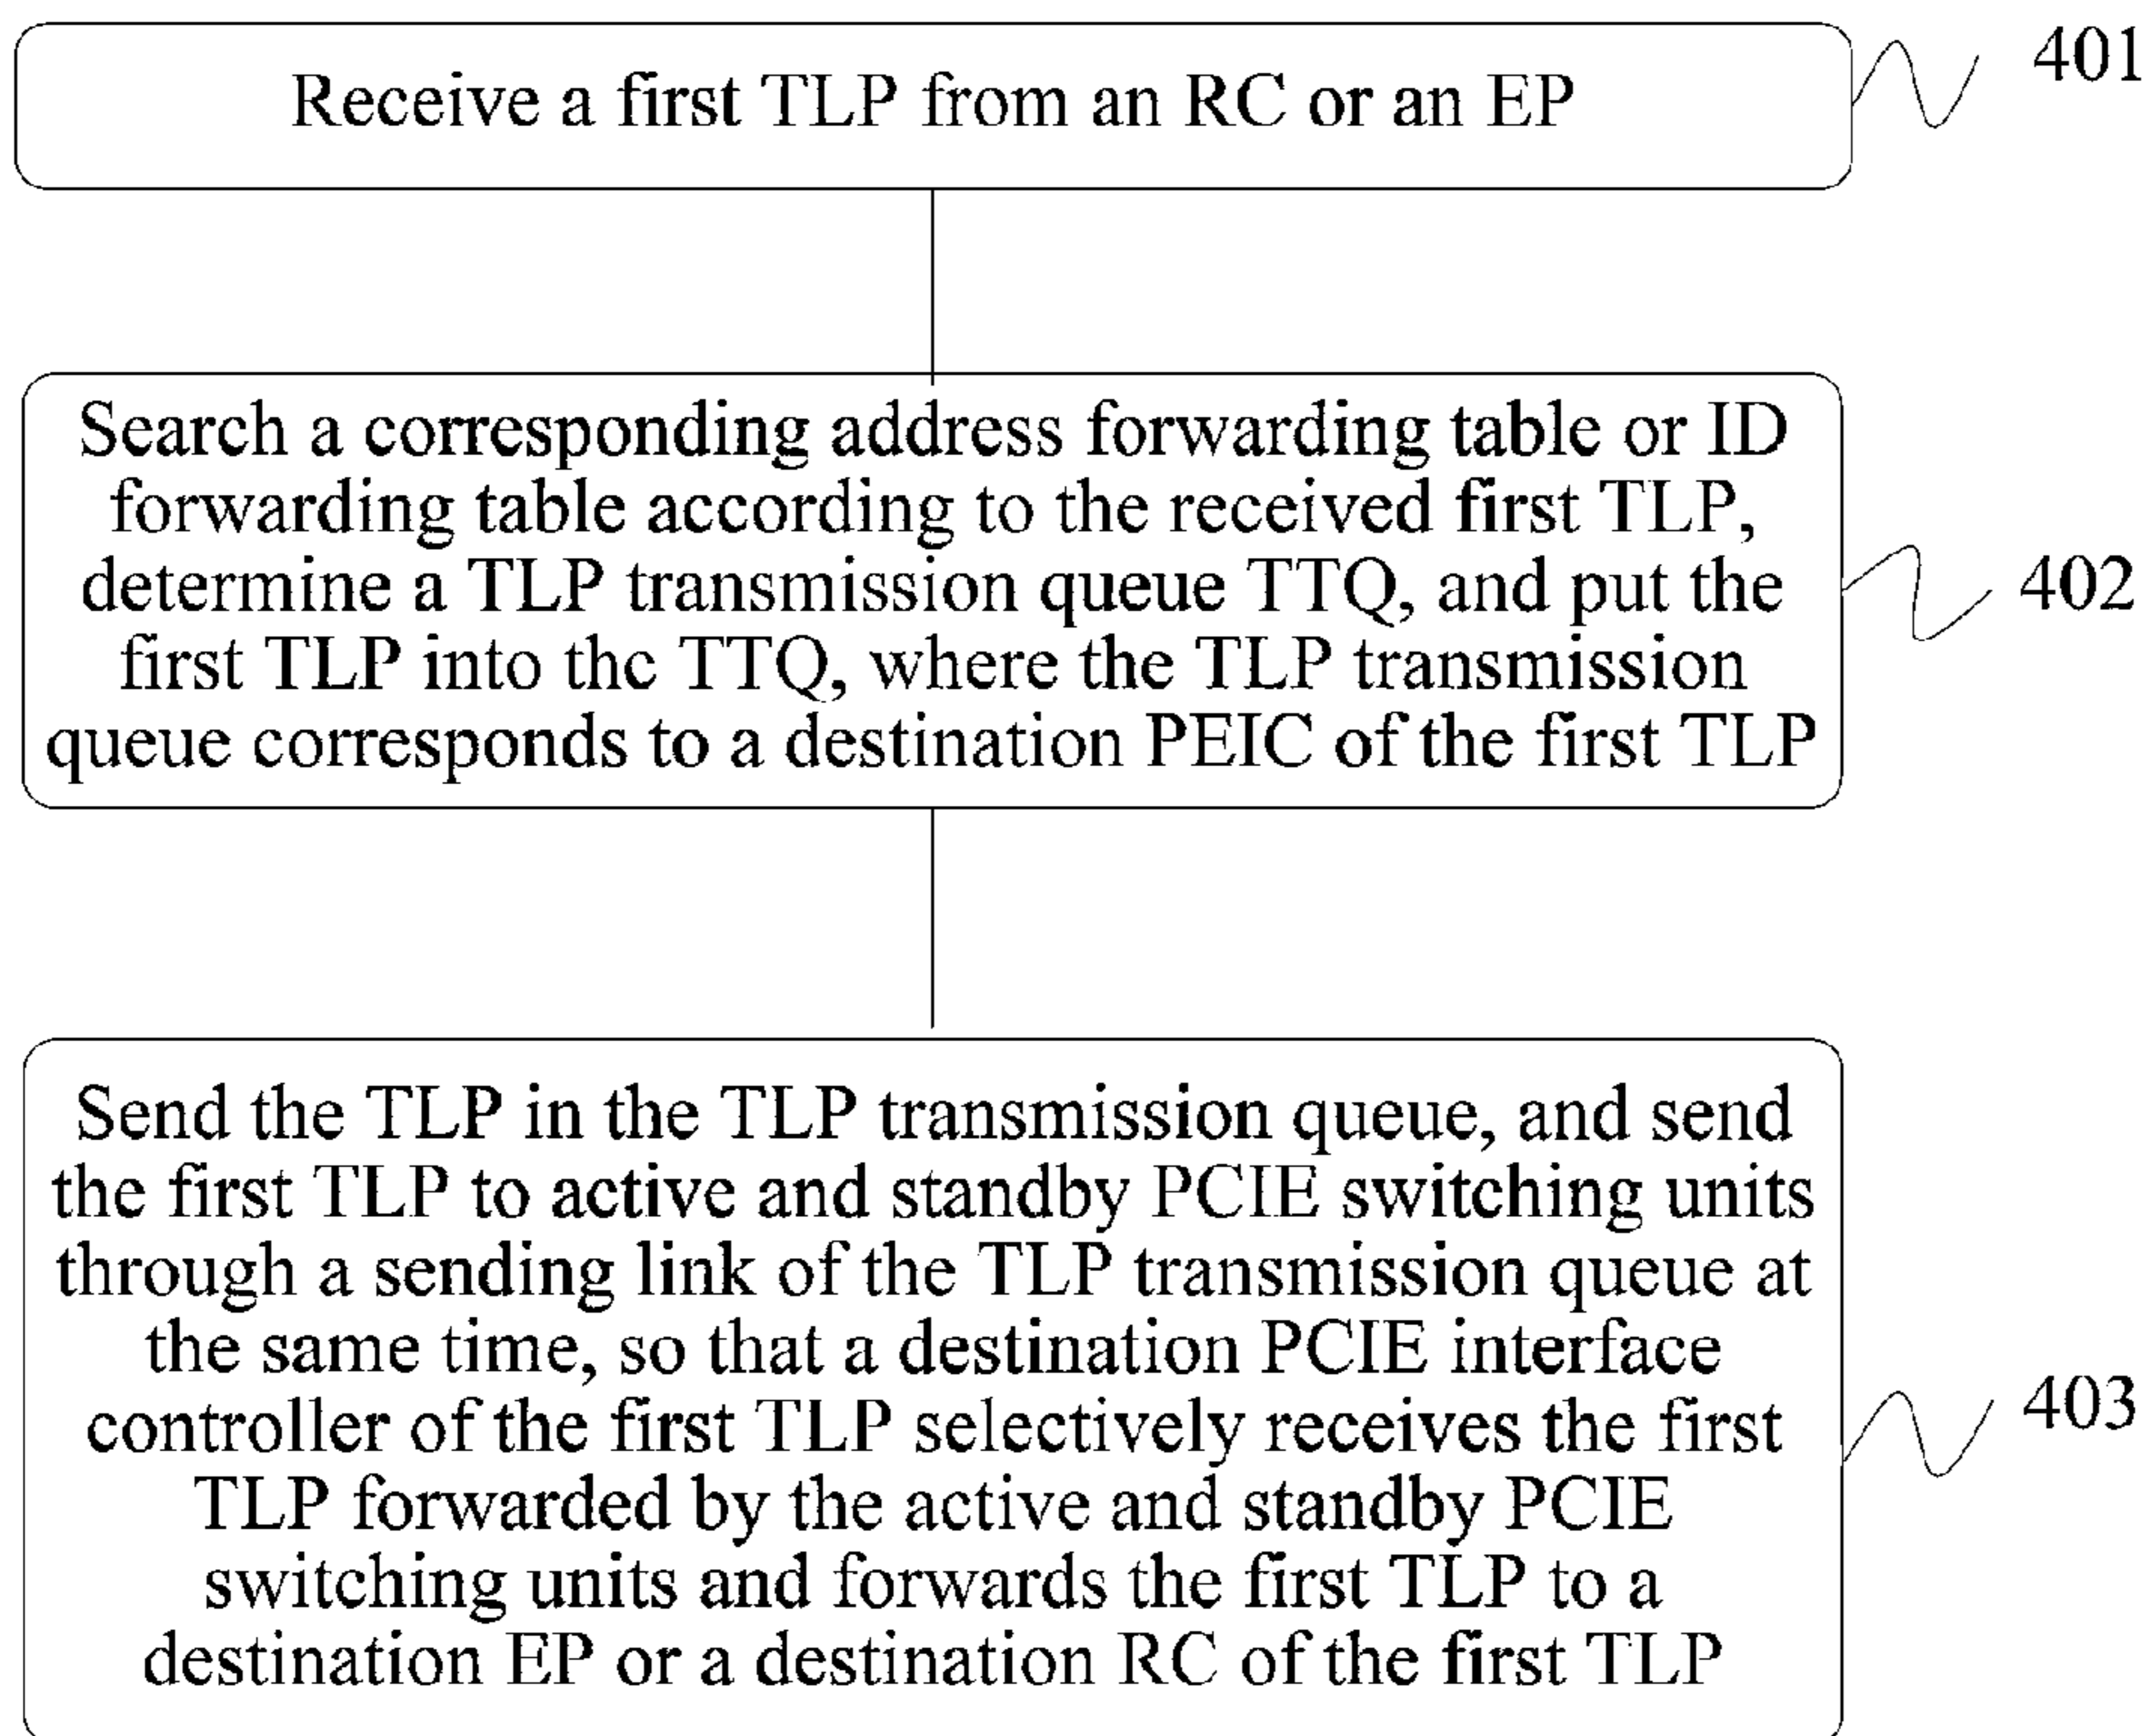 Receive a first TLP from an RC or an EP
401
Search a corresponding address forwarding table or ID
forwarding table according to the received first TLP,
determine a TLP transmission queue TTQ, and put the
first TLP into thc TTQ, where the TLP transmission
queue corresponds to a destination PEIC of the first TLP
402
Send the TLP in the TLP transmission queue, and send
the first TLP to active and standby PCIE switching units
through a sending link of the TLP transmission queue at
the same time, so that a destination PCIE interface
controller of the first TLP selectively receives the first
TLP forwarded by the active and standby PCIE
switching units and forwards the first TLP to a
destination EP or a destination RC of the first TLP
403